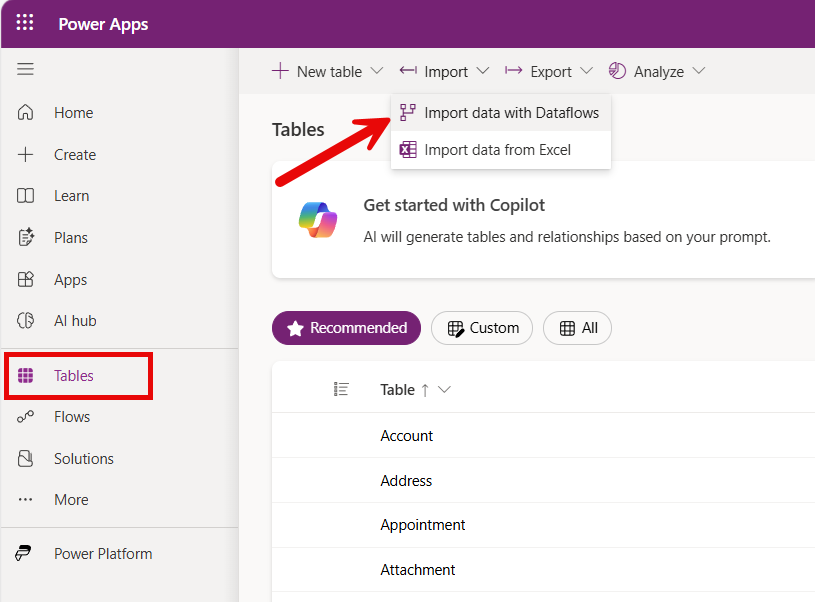 Power Apps
New table Import Export Analyze
Home
Create
Learn
Plans
Apps
AI hub
Tables
Flows
Solutions
More
Power Platform
Import data with Dataflows
Import data from Excel
Tables
Get started with Copilot
AI will generate tables and relationships based on your prompt.
Recommended Custom All
Table ↑
Account
Address
Appointment
Attachment